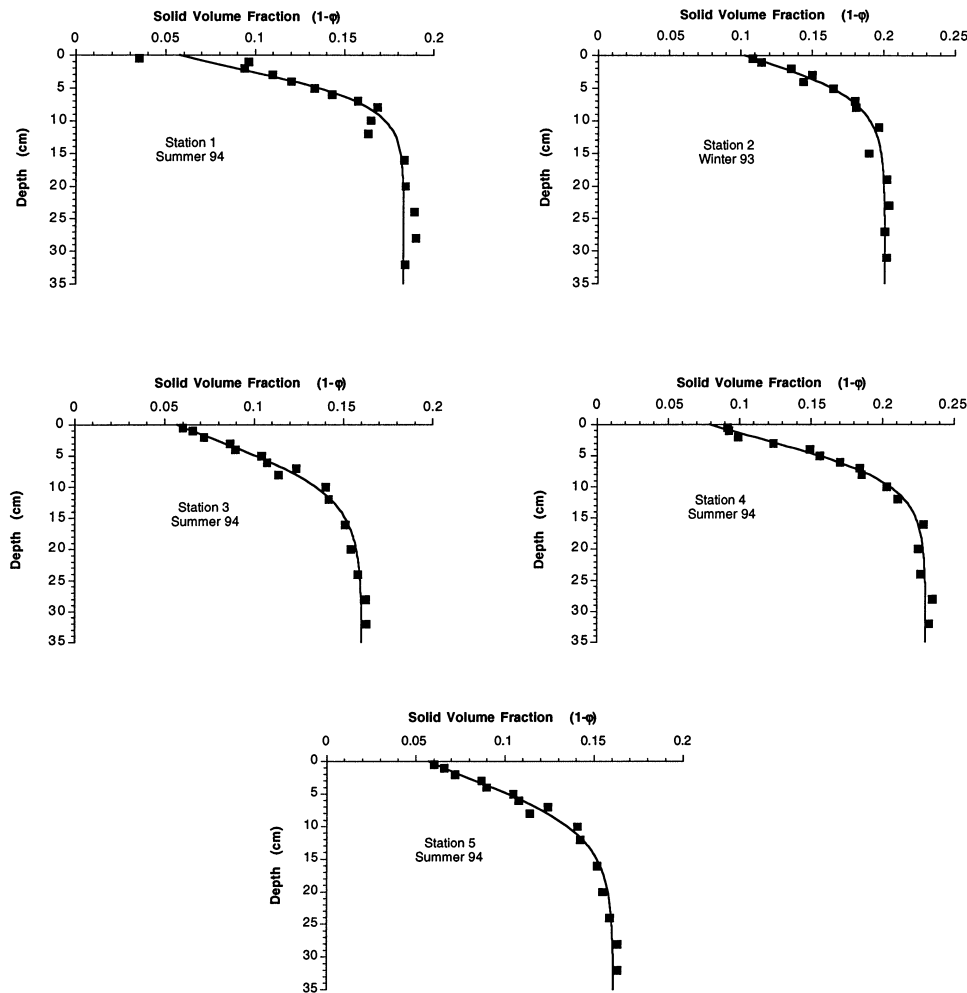 Solid Volume Fraction (1-φ)
0 0.05 0.1 0.15 0.2
0
5
10
15
20
25
30
35
Depth (cm)
Station 1
Summer 94
Solid Volume Fraction (1-φ)
0 0.05 0.1 0.15 0.2 0.25
0
5
10
15
20
25
30
35
Depth (cm)
Station 2
Winter 93
Solid Volume Fraction (1-φ)
0 0.05 0.1 0.15 0.2
0
5
10
15
20
25
30
35
Depth (cm)
Station 3
Summer 94
Solid Volume Fraction (1-φ)
0 0.05 0.1 0.15 0.2 0.25
0
5
10
15
20
25
30
35
Depth (cm)
Station 4
Summer 94
Solid Volume Fraction (1-φ)
0 0.05 0.1 0.15 0.2
0
5
10
15
20
25
30
35
Depth (cm)
Station 5
Summer 94